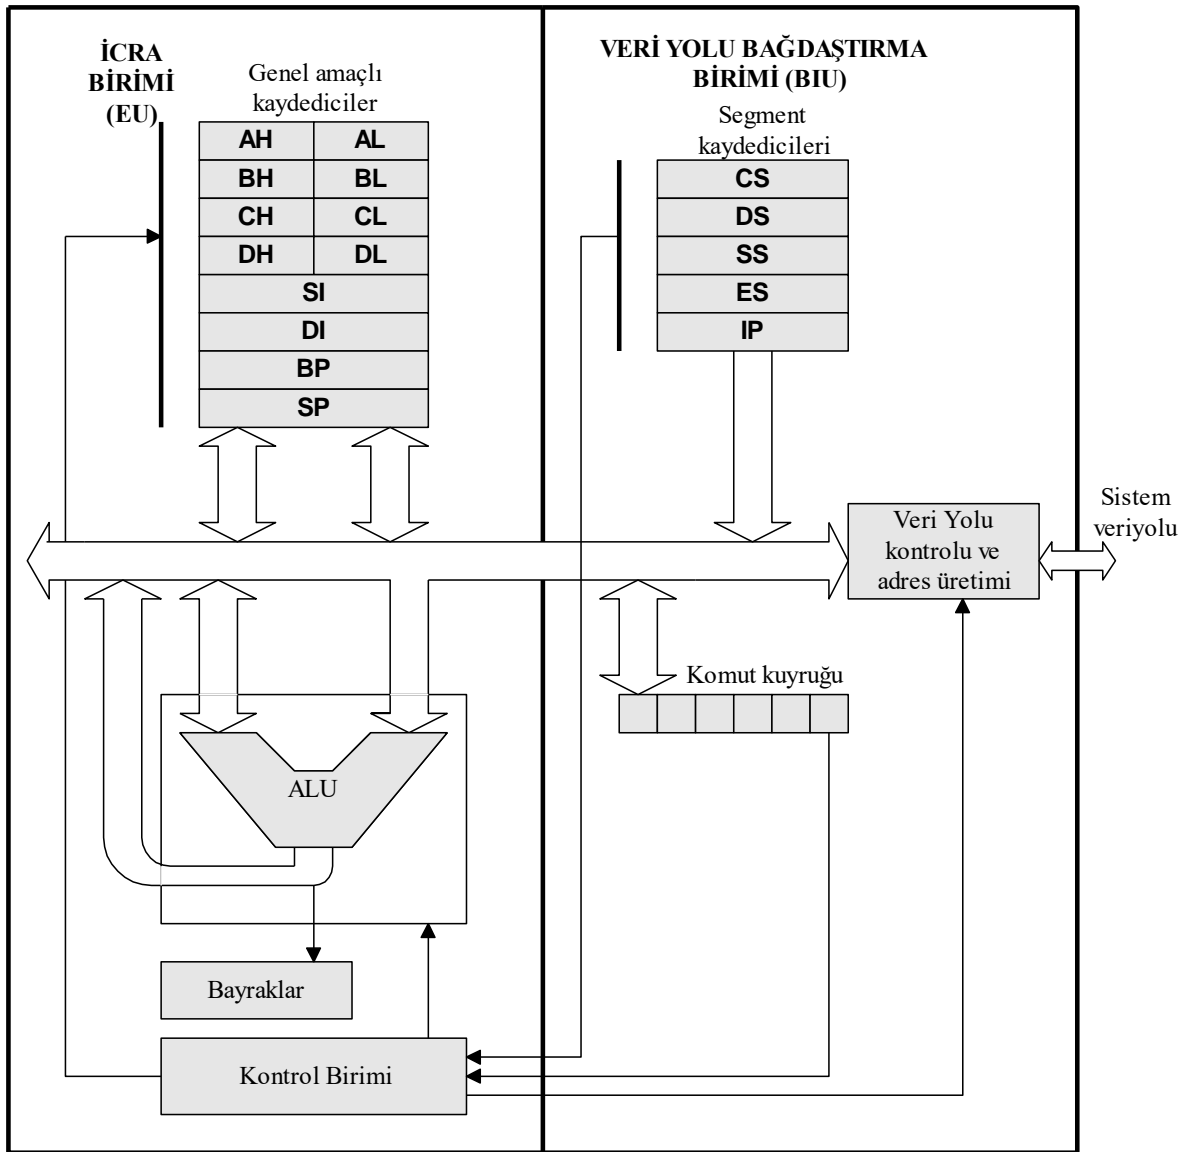 İCRA
BİRİMİ
(EU)
Genel amaçlı
kaydediciler
AH AL
BH BL
CH CL
DH DL
SI
DI
BP
SP
VERİ YOLU BAĞDAŞTIRMA
BİRİMİ (BIU)
Segment
kaydedicileri
CS
DS
SS
ES
IP
Veri Yolu
kontrolu ve
adres üretimi
Sistem
veriyolu
Komut kuyruğu
ALU
Bayraklar
Kontrol Birimi